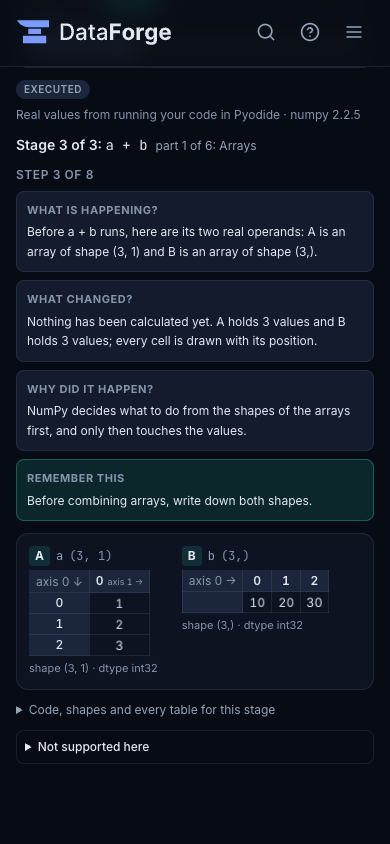 DataForge
EXECUTED
Real values from running your code in Pyodide · numpy 2.2.5
Stage 3 of 3: a + b part 1 of 6: Arrays
STEP 3 OF 8
WHAT IS HAPPENING?
Before a + b runs, here are its two real operands: A is an
array of shape (3, 1) and B is an array of shape (3,).
WHAT CHANGED?
Nothing has been calculated yet. A holds 3 values and B
holds 3 values; every cell is drawn with its position.
WHY DID IT HAPPEN?
NumPy decides what to do from the shapes of the arrays
first, and only then touches the values.
REMEMBER THIS
Before combining arrays, write down both shapes.
A a (3, 1)
axis 0 ↓ 0 axis 1 →
0 1
1 2
2 3
shape (3, 1) · dtype int32
B b (3,)
axis 0 → 0 1 2
10 20 30
shape (3,) · dtype int32
▶ Code, shapes and every table for this stage
▶ Not supported here